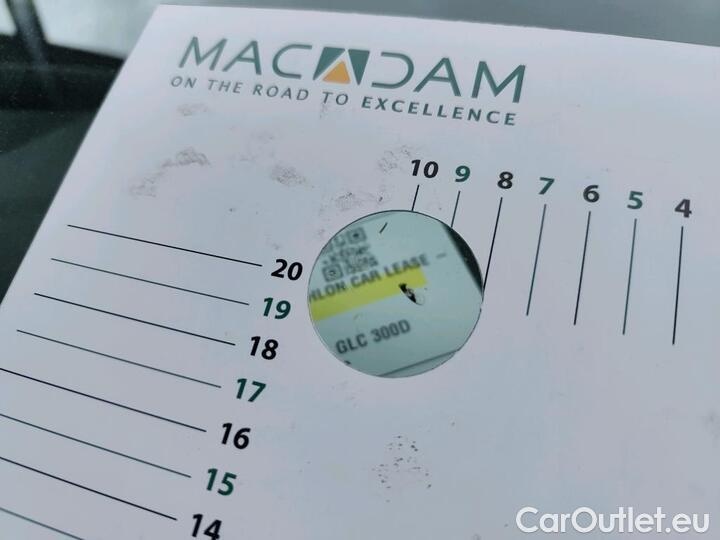 MACADAM
ON THE ROAD TO EXCELLENCE
10 9 8 7 6 5 4
20
19
18
17
16
15
14
CAR LEASE -
GLC 300D
CarOutlet.eu